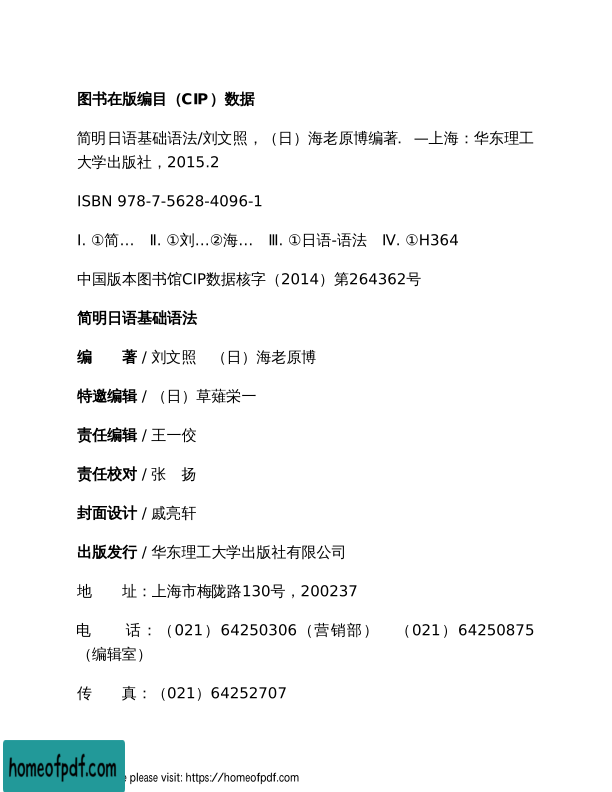 图书在版编目（CIP）数据
简明日语基础语法/刘文照，（日）海老原博编著． —上海：华东理工
大学出版社，2015.2
ISBN 978-7-5628-4096-1
Ⅰ. ①简… Ⅱ. ①刘…②海… Ⅲ. ①日语-语法 Ⅳ. ①H364
中国版本图书馆CIP数据核字（2014）第264362号
简明日语基础语法
编　　著 / 刘文照　（日）海老原博
特邀编辑 / （日）草薙栄一
责任编辑 / 王一佼
责任校对 / 张　扬
封面设计 / 戚亮轩
出版发行 / 华东理工大学出版社有限公司
地　　址：上海市梅陇路130号，200237
电　　话：（021）64250306（营销部）　（021）64250875
（编辑室）
传　　真：（021）64252707
homeofpdf.com
please visit: https://homeofpdf.com